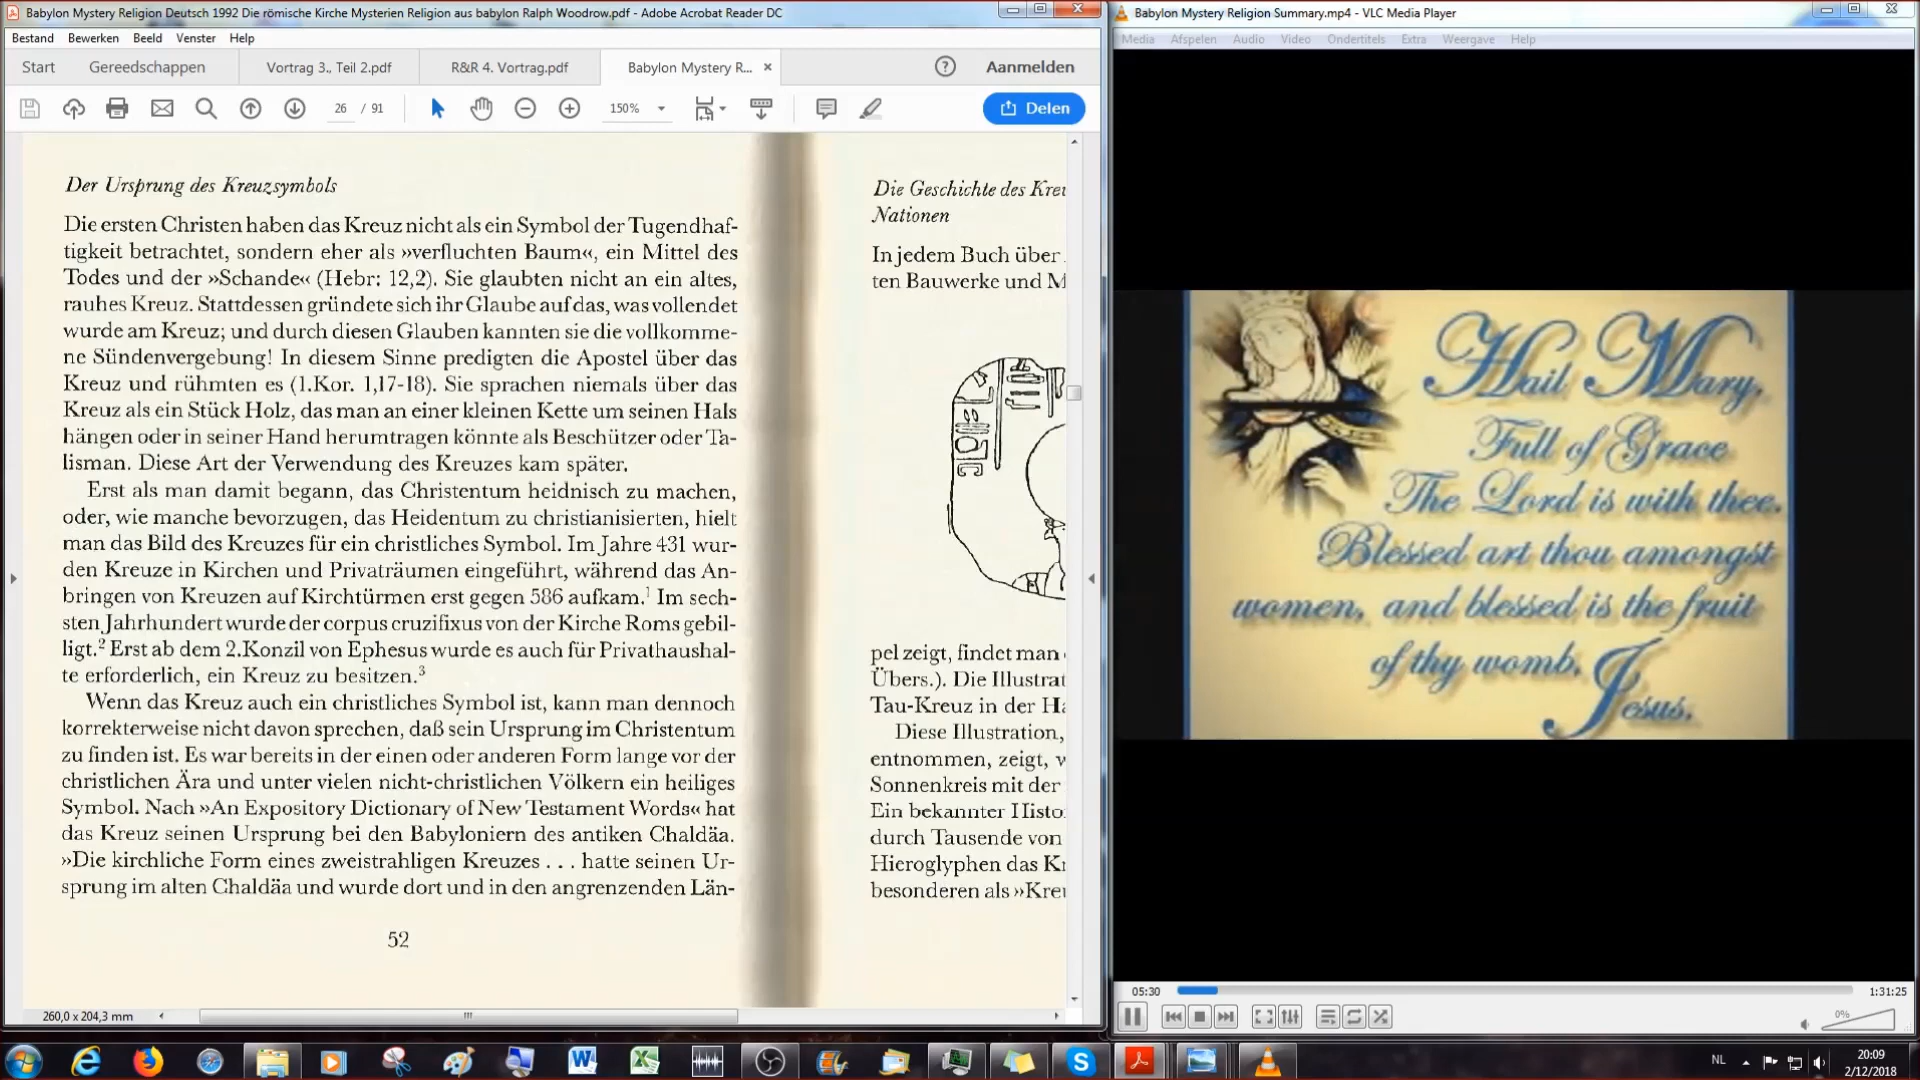 Babylon Mystery Religion Deutsch 1992 Die römische Kirche Mysterien Religion aus babylon Ralph Woodrow.pdf - Adobe Acrobat Reader DC
Bestand Bewerken Beeld Venster Help
Start Gereedschappen Vortrag 3., Teil 2.pdf R&R 4. Vortrag.pdf Babylon Mystery R... × ? Aanmelden
26 / 91 150% Delen
Der Ursprung des Kreuzsymbols
Die ersten Christen haben das Kreuz nicht als ein Symbol der Tugendhaf-
tigkeit betrachtet, sondern eher als »verfluchten Baum«, ein Mittel des
Todes und der »Schande« (Hebr: 12,2). Sie glaubten nicht an ein altes,
rauhes Kreuz. Stattdessen gründete sich ihr Glaube auf das, was vollendet
wurde am Kreuz; und durch diesen Glauben kannten sie die vollkomme-
ne Sündenvergebung! In diesem Sinne predigten die Apostel über das
Kreuz und rühmten es (1.Kor. 1,17-18). Sie sprachen niemals über das
Kreuz als ein Stück Holz, das man an einer kleinen Kette um seinen Hals
hängen oder in seiner Hand herumtragen könnte als Beschützer oder Ta-
lisman. Diese Art der Verwendung des Kreuzes kam später.
Erst als man damit begann, das Christentum heidnisch zu machen,
oder, wie manche bevorzugen, das Heidentum zu christianisierten, hielt
man das Bild des Kreuzes für ein christliches Symbol. Im Jahre 431 wur-
den Kreuze in Kirchen und Privaträumen eingeführt, während das An-
bringen von Kreuzen auf Kirchtürmen erst gegen 586 aufkam.¹ Im sech-
sten Jahrhundert wurde der corpus cruzifixus von der Kirche Roms gebil-
ligt.² Erst ab dem 2.Konzil von Ephesus wurde es auch für Privathaushal-
te erforderlich, ein Kreuz zu besitzen.³
Wenn das Kreuz auch ein christliches Symbol ist, kann man dennoch
korrekterweise nicht davon sprechen, daß sein Ursprung im Christentum
zu finden ist. Es war bereits in der einen oder anderen Form lange vor der
christlichen Ära und unter vielen nicht-christlichen Völkern ein heiliges
Symbol. Nach »An Expository Dictionary of New Testament Words« hat
das Kreuz seinen Ursprung bei den Babyloniern des antiken Chaldäa.
»Die kirchliche Form eines zweistrahligen Kreuzes . . . hatte seinen Ur-
sprung im alten Chaldäa und wurde dort und in den angrenzenden Län-
52
Die Geschichte des Kreu
Nationen
In jedem Buch über
ten Bauwerke und M
pel zeigt, findet man
Übers.). Die Illustrat
Tau-Kreuz in der Ha
Diese Illustration,
entnommen, zeigt, w
Sonnenkreis mit der
Ein bekannter Histo
durch Tausende von
Hieroglyphen das Kr
besonderen als »Kreu
260,0 x 204,3 mm
Babylon Mystery Religion Summary.mp4 - VLC Media Player
Media Afspelen Audio Video Ondertitels Extra Weergave Help
Hail Mary,
Full of Grace
The Lord is with thee.
Blessed art thou amongst
women, and blessed is the fruit
of thy womb,
Jesus.
05:30 1:31:25
0%
NL 20:09
2/12/2018